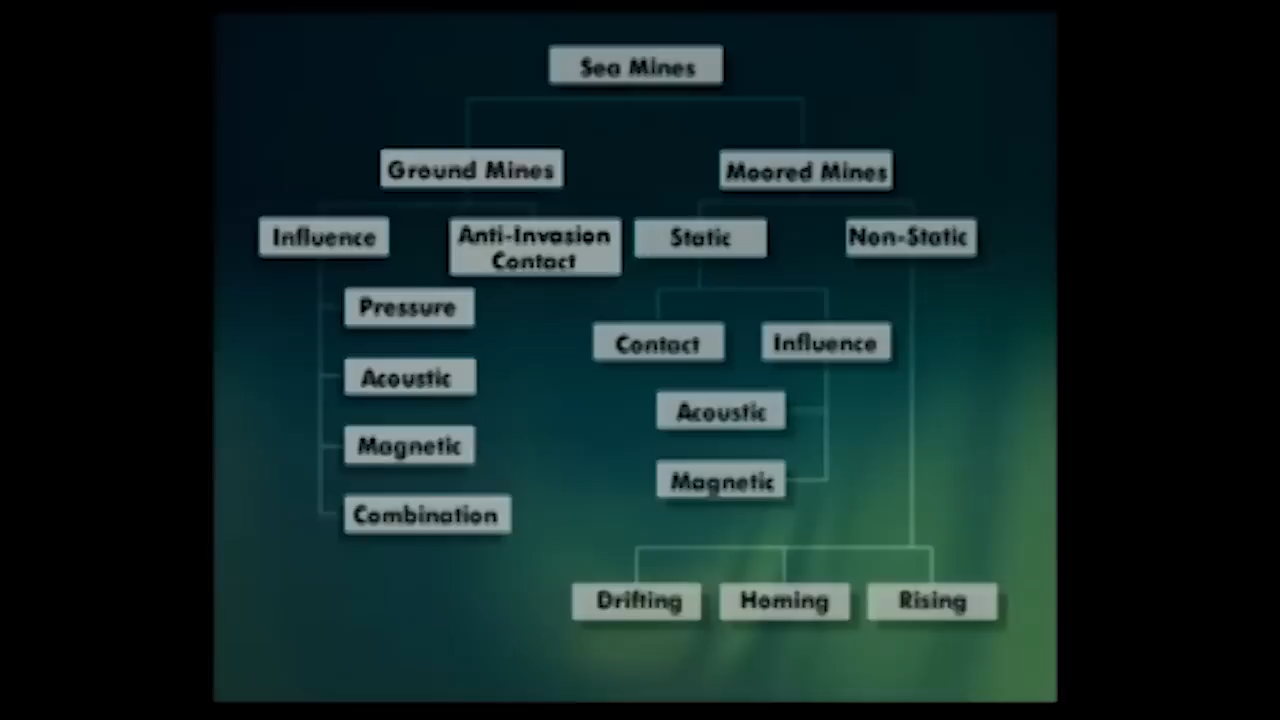 Sea Mines
Ground Mines
Moored Mines
Influence
Anti-Invasion
Contact
Static
Non-Static
Pressure
Contact
Influence
Acoustic
Acoustic
Magnetic
Magnetic
Combination
Drifting
Homing
Rising